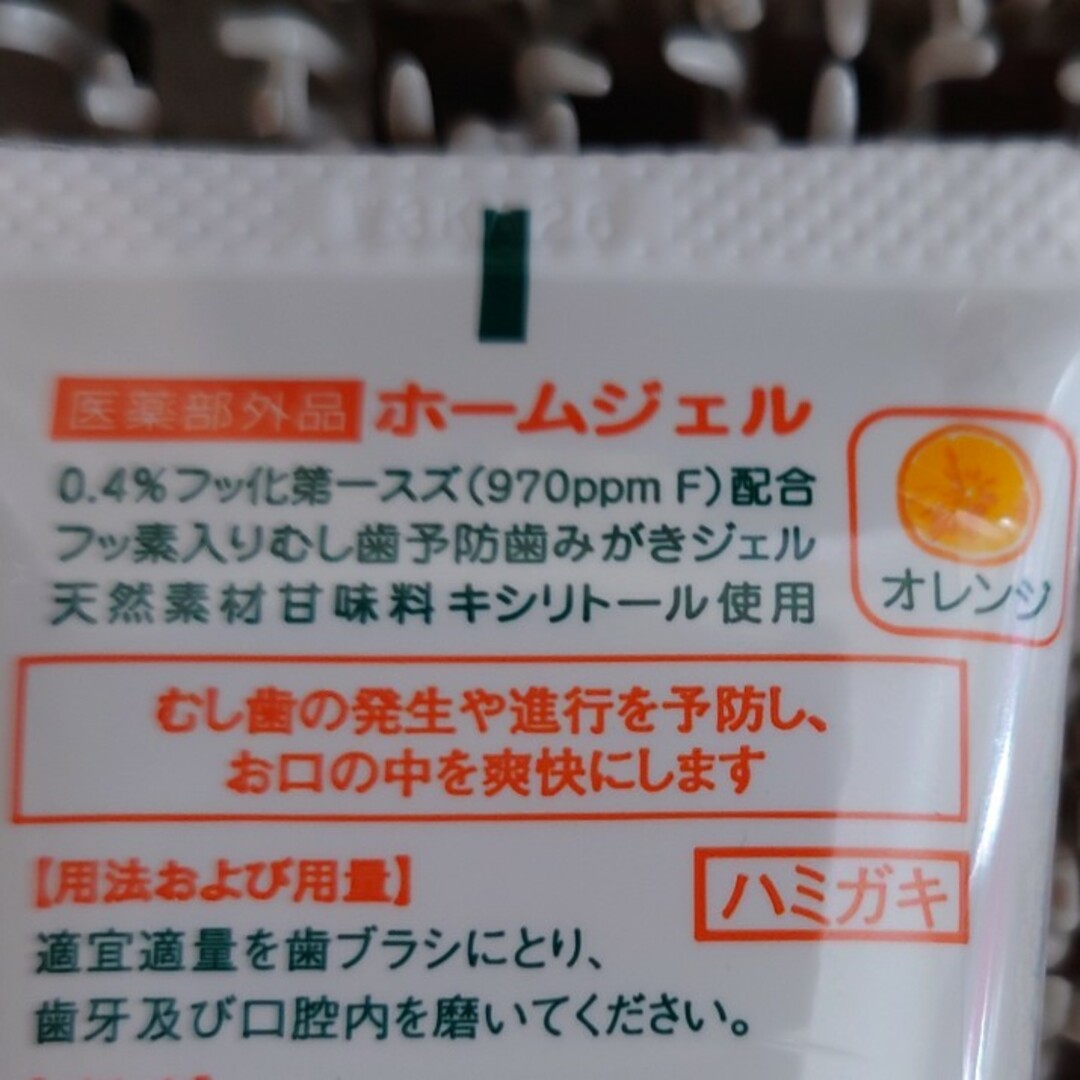 医薬部外品 ホームジェル
0.4%フッ化第一スズ(970ppm F)配合
フッ素入りむし歯予防歯みがきジェル
天然素材甘味料キシリトール使用
オレンジ
むし歯の発生や進行を予防し、
お口の中を爽快にします
【用法および用量】
ハミガキ
適宜適量を歯ブラシにとり、
歯牙及び口腔内を磨いてください。